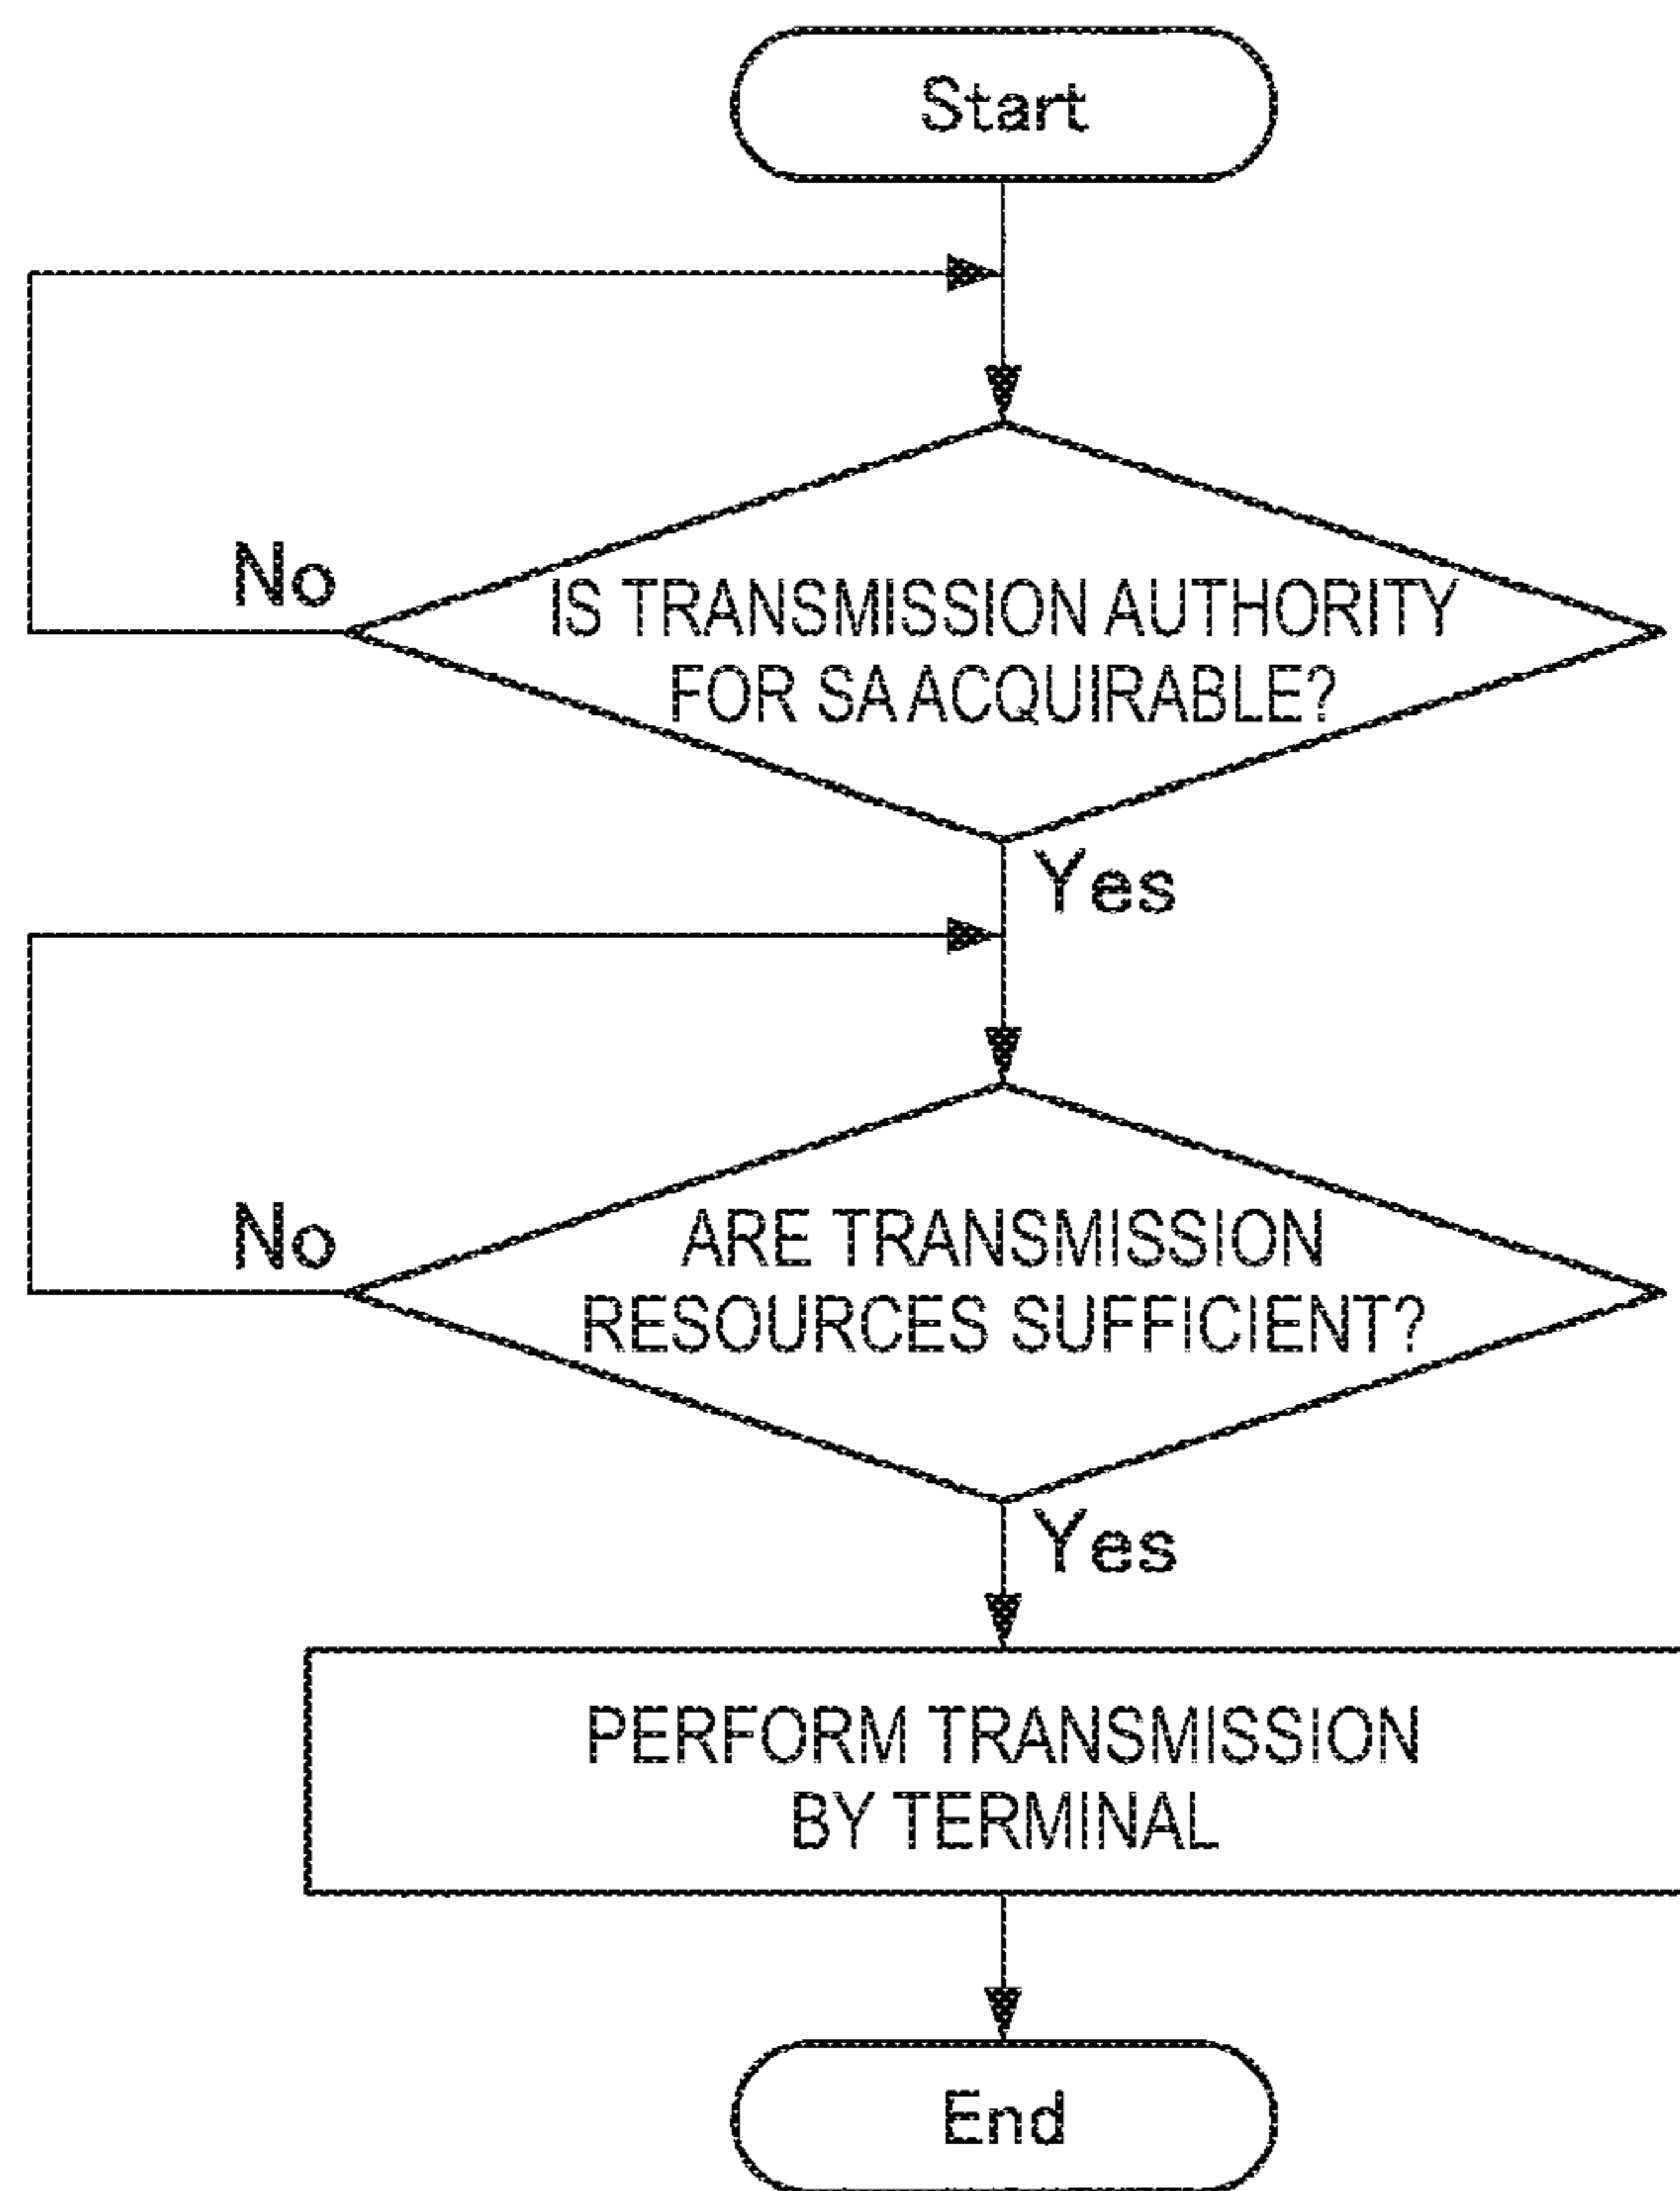 Start
No
IS TRANSMISSION AUTHORITY
FOR SA ACQUIRABLE?
Yes
No
ARE TRANSMISSION
RESOURCES SUFFICIENT?
Yes
PERFORM TRANSMISSION
BY TERMINAL
End